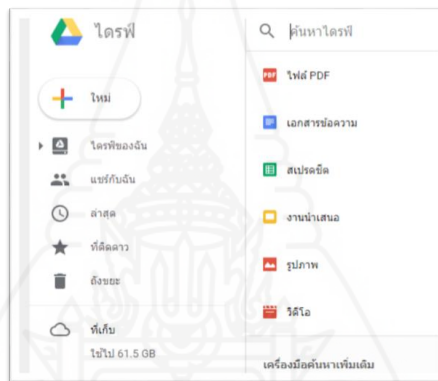 ไดรฟ์
ใหม่
ไดรฟ์ของฉัน
แชร์กับฉัน
ล่าสุด
ที่ติดดาว
ถังขยะ
ที่เก็บ
ใช้ไป 61.5 GB
ค้นหาไดรฟ์
PDF ไฟล์ PDF
เอกสารข้อความ
สเปรดชีต
งานนำเสนอ
รูปภาพ
วิดีโอ
เครื่องมือค้นหาเพิ่มเติม